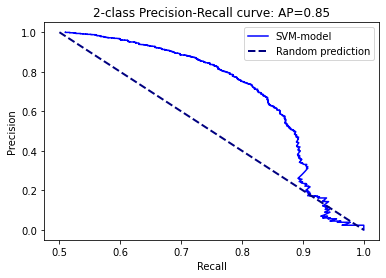 2-class Precision-Recall curve: AP=0.85
SVM-model
Random prediction
Precision
1.0
0.8
0.6
0.4
0.2
0.0
0.5 0.6 0.7 0.8 0.9 1.0
Recall